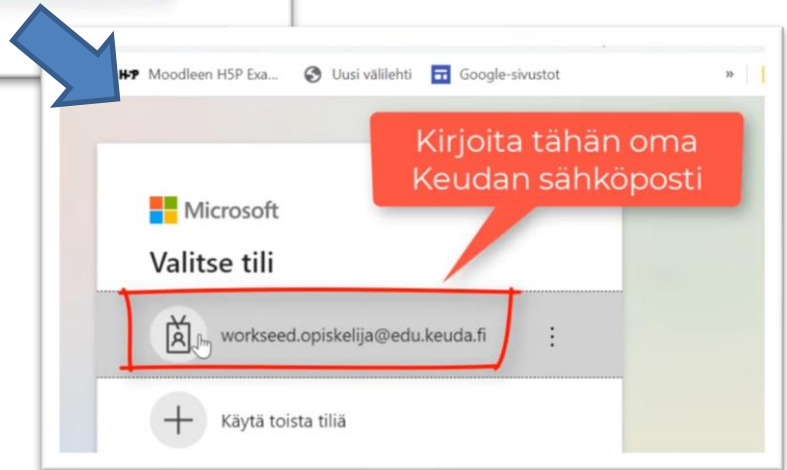 H-P Moodleen H5P Exa... Uusi välilehti Google-sivustot »
Kirjoita tähän oma
Keudan sähköposti
Microsoft
Valitse tili
workseed.opiskelija@edu.keuda.fi
Käytä toista tiliä